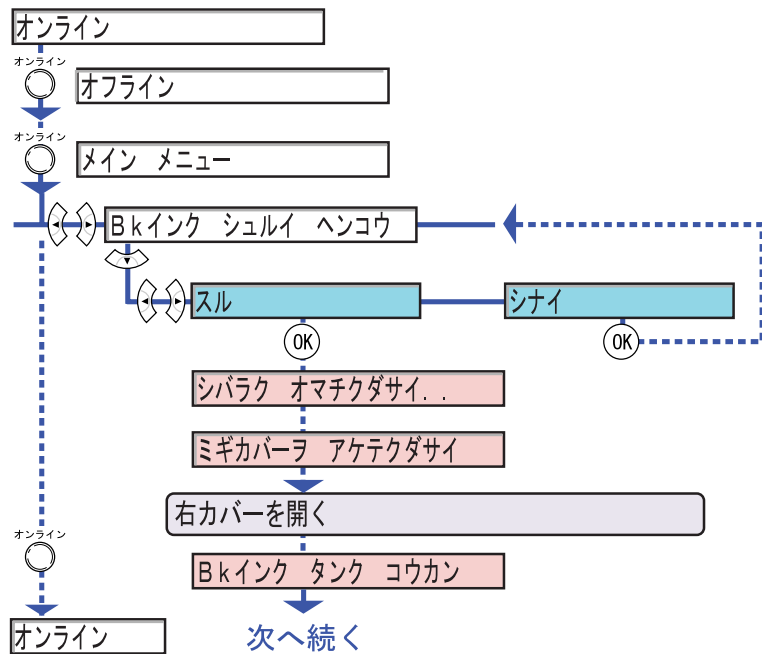 オンライン
オンライン
オフライン
オンライン
メイン　メニュー
Bkインク　シュルイ　ヘンコウ
スル
シナイ
OK
OK
シバラク　オマチクダサイ．．
ミギカバーヲ　アケテクダサイ
右カバーを開く
オンライン
Bkインク　タンク　コウカン
オンライン
次へ続く